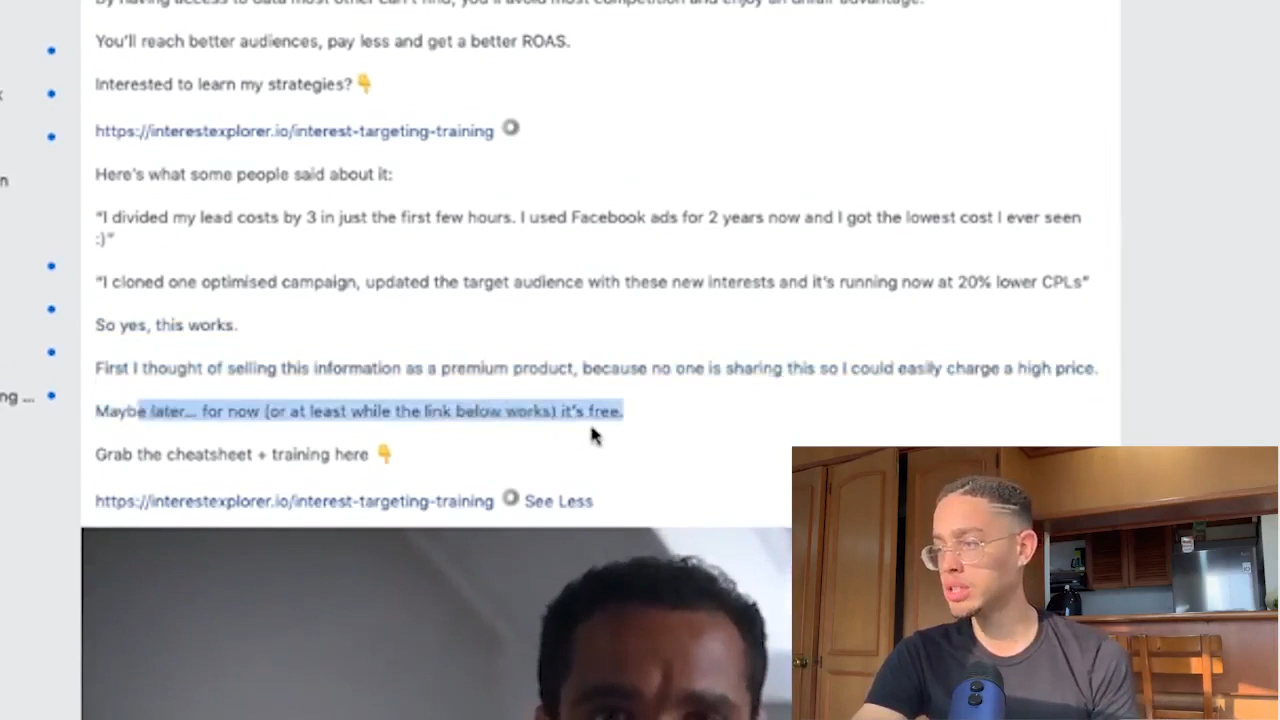 You'll reach better audiences, pay less and get a better ROAS.
Interested to learn my strategies? 👇
https://interestexplorer.io/interest-targeting-training
Here's what some people said about it:
"I divided my lead costs by 3 in just the first few hours. I used Facebook ads for 2 years now and I got the lowest cost I ever seen
:)"
"I cloned one optimised campaign, updated the target audience with these new interests and it's running now at 20% lower CPLs"
So yes, this works.
First I thought of selling this information as a premium product, because no one is sharing this so I could easily charge a high price.
Maybe later... for now (or at least while the link below works) it's free.
ng ...
Grab the cheatsheet + training here 👇
https://interestexplorer.io/interest-targeting-training See Less